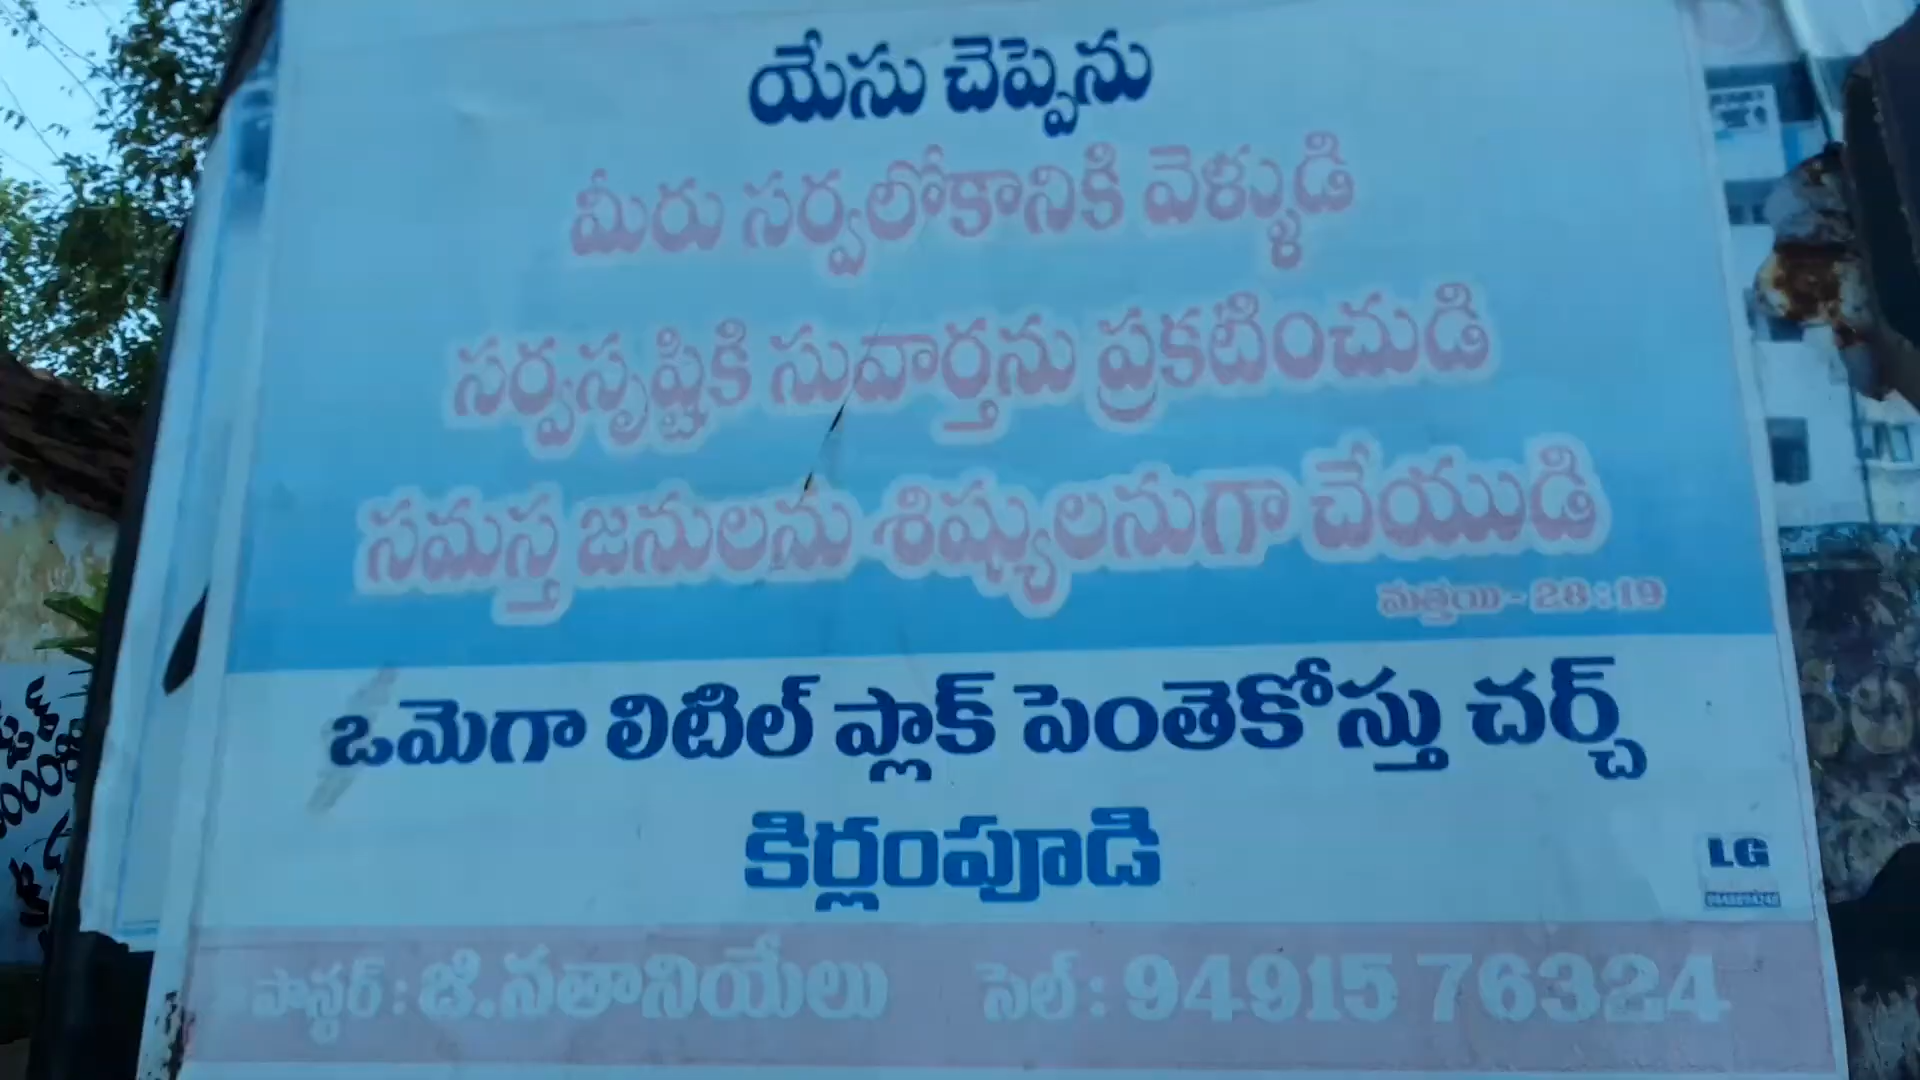 యేసు చెప్పెను
మీరు సర్వలోకానికి వెళ్ళుడి
సర్వసృష్టికి సువార్తను ప్రకటించుడి
సమస్త జనులను శిష్యులనుగా చేయుడి
మత్తయి - 28 : 19
ఒమెగా లిటిల్ ఫ్లాక్ పెంతెకోస్తు చర్చ్
కిర్లంపూడి
LG
పాస్టర్ : జి.నతానియేలు సెల్ : 94915 76324